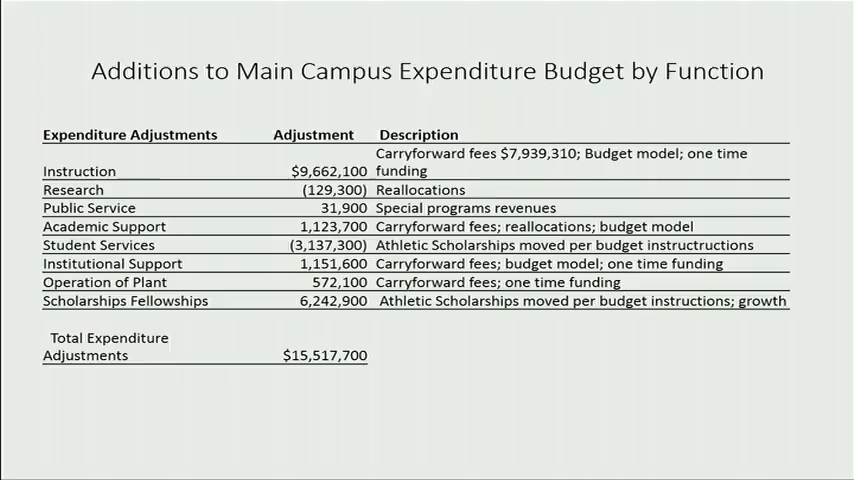 Additions to Main Campus Expenditure Budget by Function
Expenditure Adjustments Adjustment Description
Carryforward fees $7,939,310; Budget model; one time
Instruction $9,662,100 funding
Research (129,300) Reallocations
Public Service 31,900 Special programs revenues
Academic Support 1,123,700 Carryforward fees; reallocations; budget model
Student Services (3,137,300) Athletic Scholarships moved per budget instructructions
Institutional Support 1,151,600 Carryforward fees; budget model; one time funding
Operation of Plant 572,100 Carryforward fees; one time funding
Scholarships Fellowships 6,242,900 Athletic Scholarships moved per budget instructions; growth
Total Expenditure
Adjustments $15,517,700